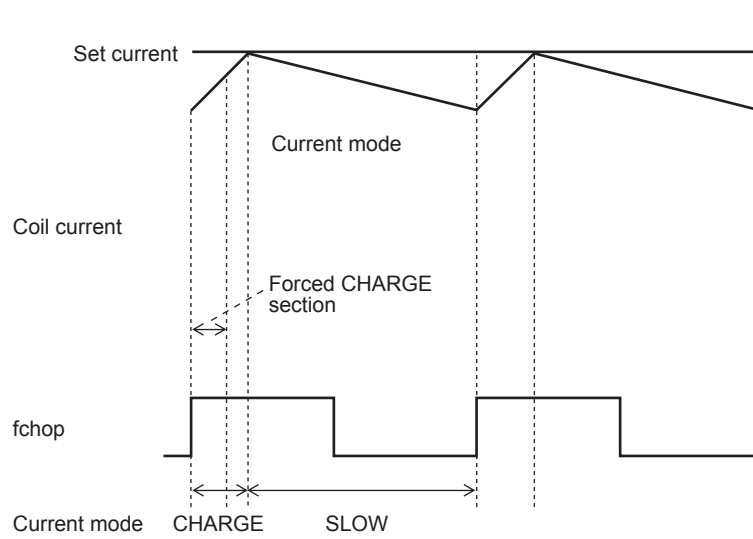 Set current
Current mode
Coil current
Forced CHARGE
section
fchop
Current mode CHARGE SLOW